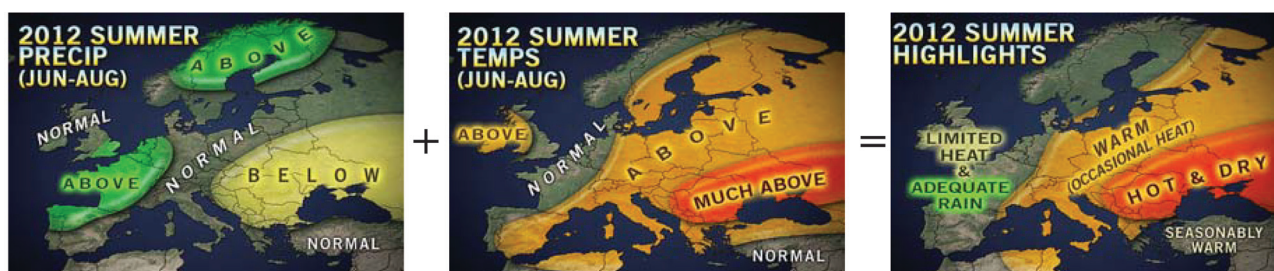 2012 SUMMER
PRECIP
(JUN-AUG)
ABOVE
NORMAL
NORMAL
ABOVE
BELOW
NORMAL
+
2012 SUMMER
TEMPS
(JUN-AUG)
ABOVE
NORMAL
ABOVE
MUCH ABOVE
NORMAL
=
2012 SUMMER
HIGHLIGHTS
LIMITED
HEAT
&
ADEQUATE
RAIN
WARM
(OCCASIONAL HEAT)
HOT & DRY
SEASONABLY
WARM